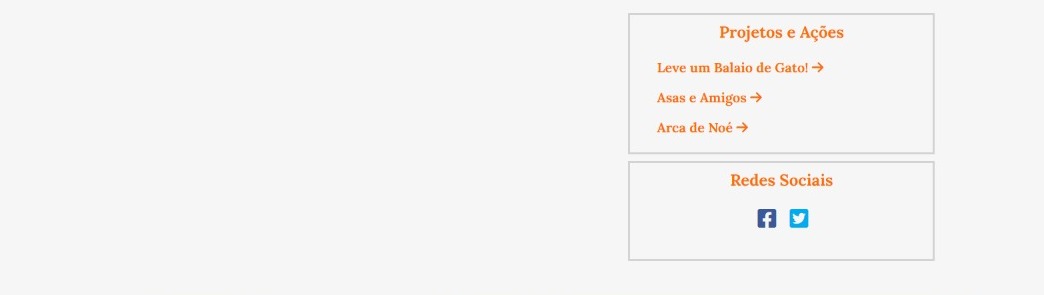 Projetos e Ações
Leve um Balaio de Gato!
Asas e Amigos
Arca de Noé
Redes Sociais